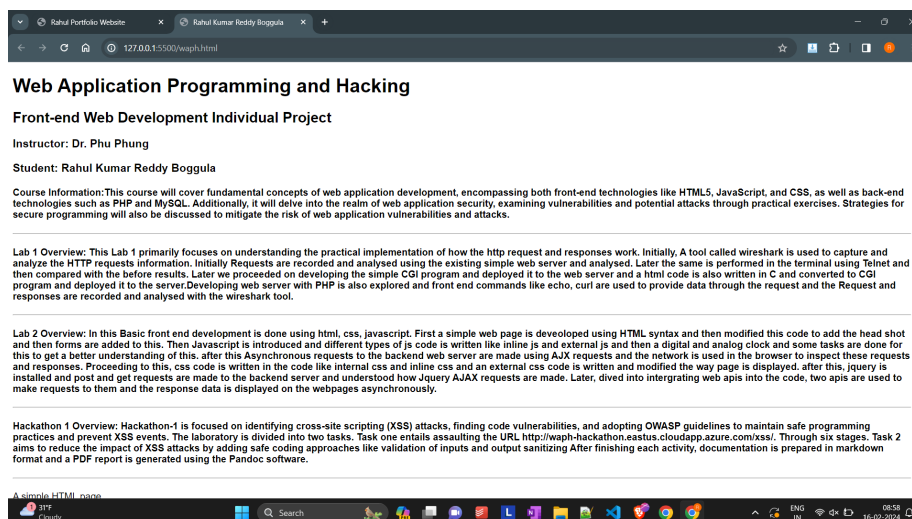 Rahul Portfolio Website
Rahul Kumar Reddy Boggula
127.0.0.1:5500/waph.html
R
Web Application Programming and Hacking
Front-end Web Development Individual Project
Instructor: Dr. Phu Phung
Student: Rahul Kumar Reddy Boggula
Course Information:This course will cover fundamental concepts of web application development, encompassing both front-end technologies like HTML5, JavaScript, and CSS, as well as back-end
technologies such as PHP and MySQL. Additionally, it will delve into the realm of web application security, examining vulnerabilities and potential attacks through practical exercises. Strategies for
secure programming will also be discussed to mitigate the risk of web application vulnerabilities and attacks.
Lab 1 Overview: This Lab 1 primarily focuses on understanding the practical implementation of how the http request and responses work. Initially, A tool called wireshark is used to capture and
analyze the HTTP requests information. Initially Requests are recorded and analysed using the existing simple web server and analysed. Later the same is performed in the terminal using Telnet and
then compared with the before results. Later we proceeded on developing the simple CGI program and deployed it to the web server and a html code is also written in C and converted to CGI
program and deployed it to the server.Developing web server with PHP is also explored and front end commands like echo, curl are used to provide data through the request and the Request and
responses are recorded and analysed with the wireshark tool.
Lab 2 Overview: In this Basic front end development is done using html, css, javascript. First a simple web page is deveoloped using HTML syntax and then modified this code to add the head shot
and then forms are added to this. Then Javascript is introduced and different types of js code is written like inline js and external js and then a digital and analog clock and some tasks are done for
this to get a better understanding of this. after this Asynchronous requests to the backend web server are made using AJX requests and the network is used in the browser to inspect these requests
and responses. Proceeding to this, css code is written in the code like internal css and inline css and an external css code is written and modified the way page is displayed. after this, jquery is
installed and post and get requests are made to the backend server and understood how Jquery AJAX requests are made. Later, dived into intergrating web apis into the code, two apis are used to
make requests to them and the response data is displayed on the webpages asynchronously.
Hackathon 1 Overview: Hackathon-1 is focused on identifying cross-site scripting (XSS) attacks, finding code vulnerabilities, and adopting OWASP guidelines to maintain safe programming
practices and prevent XSS events. The laboratory is divided into two tasks. Task one entails assaulting the URL http://waph-hackathon.eastus.cloudapp.azure.com/xss/. Through six stages. Task 2
aims to reduce the impact of XSS attacks by adding safe coding approaches like validation of inputs and output sanitizing After finishing each activity, documentation is prepared in markdown
format and a PDF report is generated using the Pandoc software.
A simple HTML page
1
31°F
Cloudy
Search
L
N
ENG
IN
08:58
16-02-2024